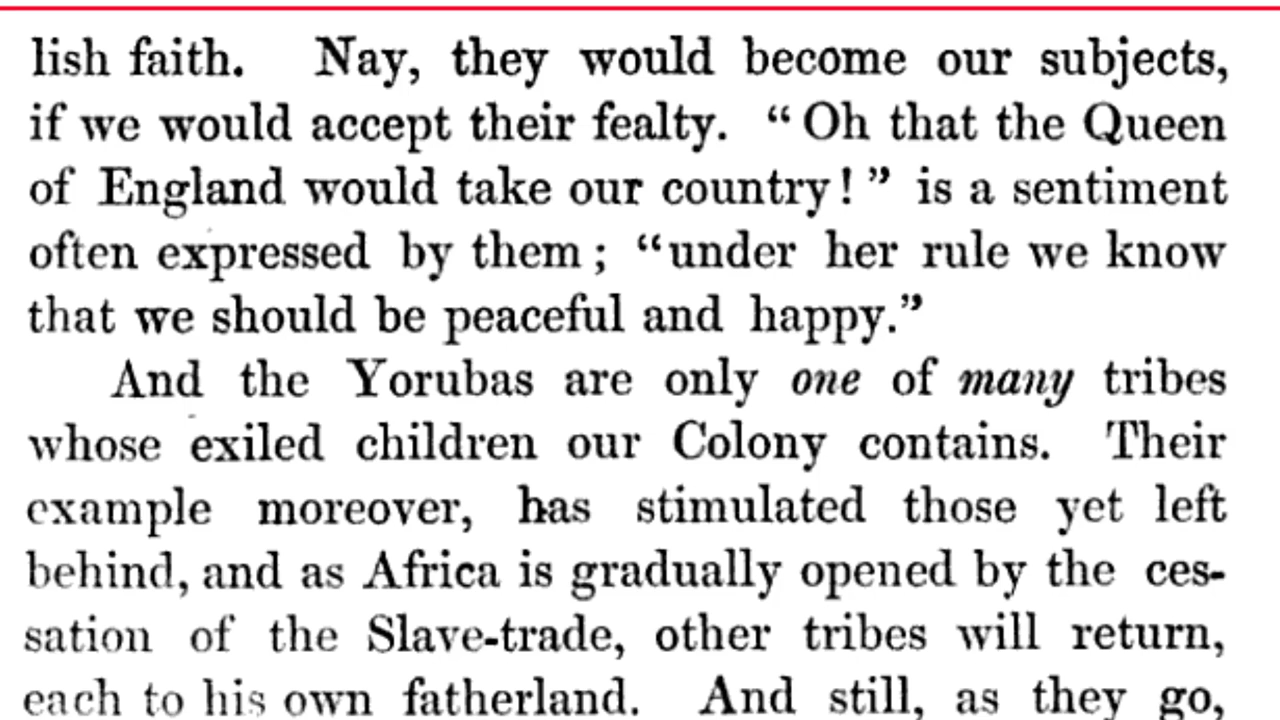 lish faith. Nay, they would become our subjects,
if we would accept their fealty. “Oh that the Queen
of England would take our country!” is a sentiment
often expressed by them; “under her rule we know
that we should be peaceful and happy.”
And the Yorubas are only one of many tribes
whose exiled children our Colony contains. Their
example moreover, has stimulated those yet left
behind, and as Africa is gradually opened by the ces-
sation of the Slave-trade, other tribes will return,
each to his own fatherland. And still, as they go,